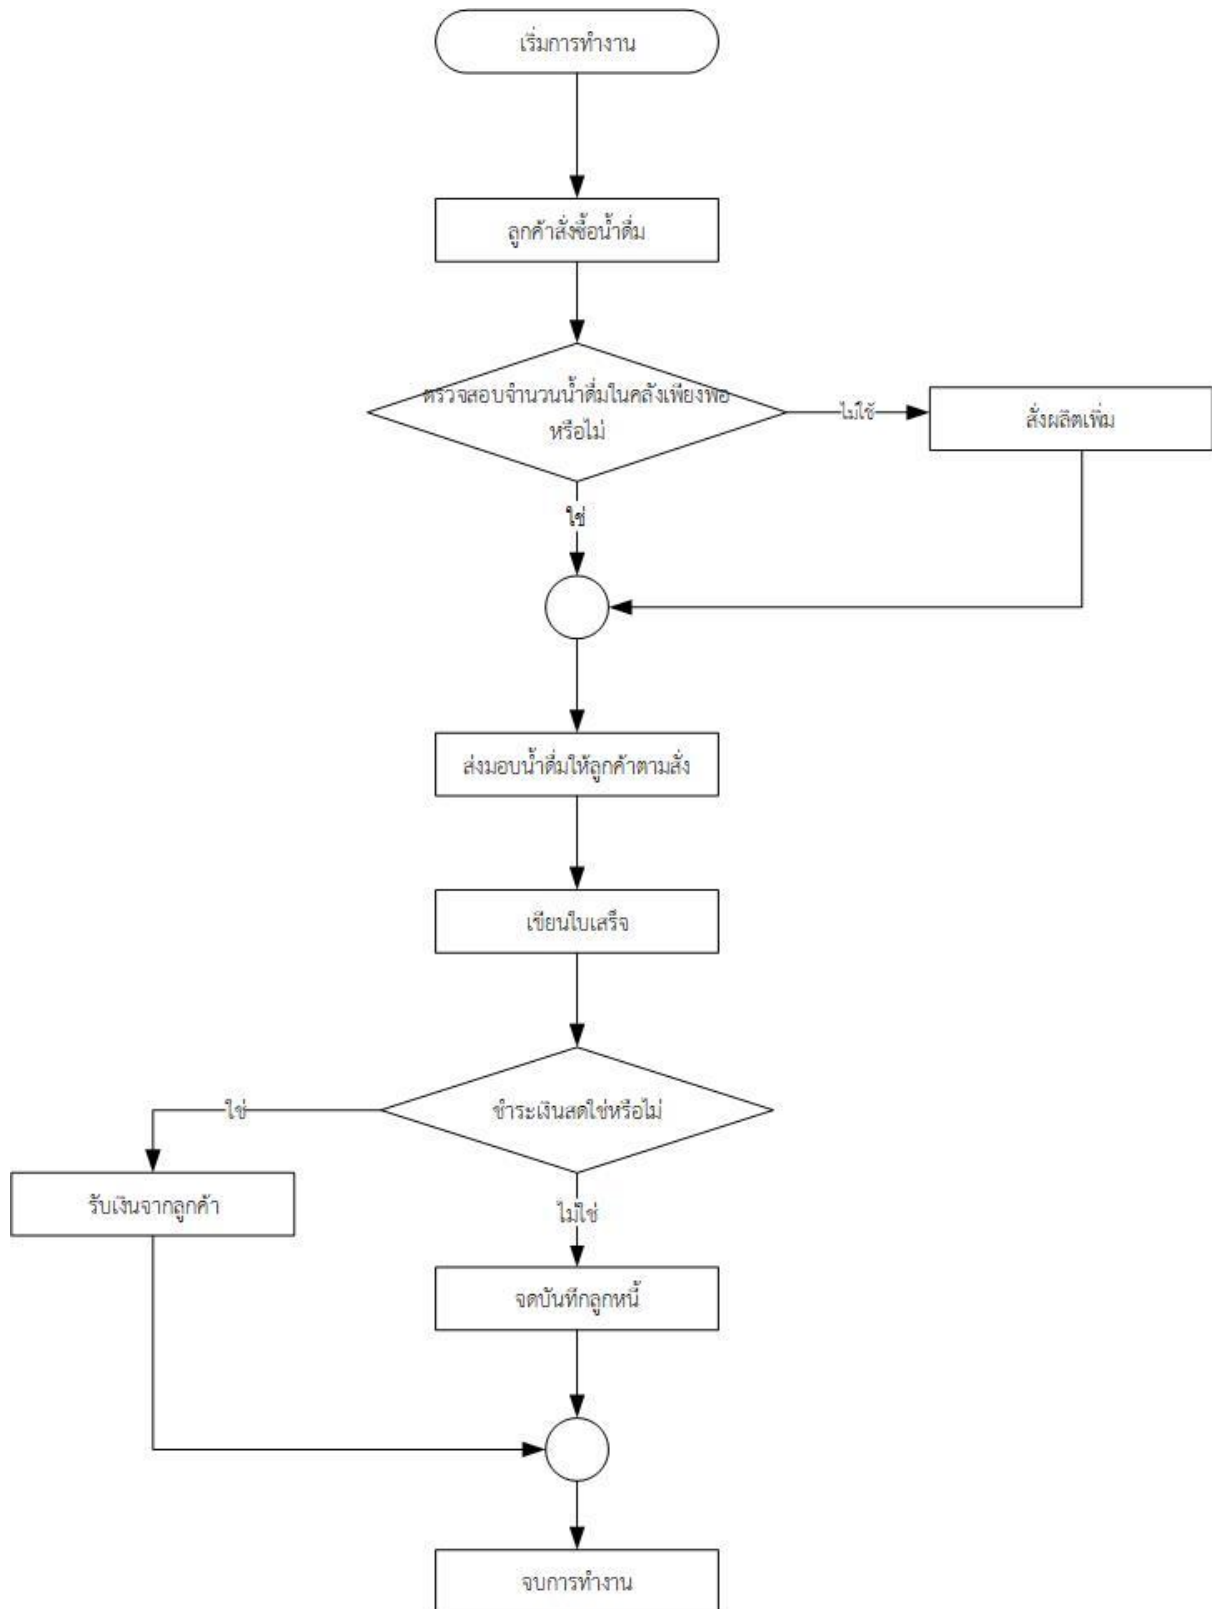 เริ่มการทำงาน
ลูกค้าสั่งซื้อน้ำดื่ม
ตรวจสอบจำนวนน้ำดื่มในคลังเพียงพอ
หรือไม่
ไม่ใช้
สั่งผลิตเพิ่ม
ใช่
ส่งมอบน้ำดื่มให้ลูกค้าตามสั่ง
เขียนใบเสร็จ
ชำระเงินสดใช่หรือไม่
ใช่
รับเงินจากลูกค้า
ไม่ใช่
จดบันทึกลูกหนี้
จบการทำงาน